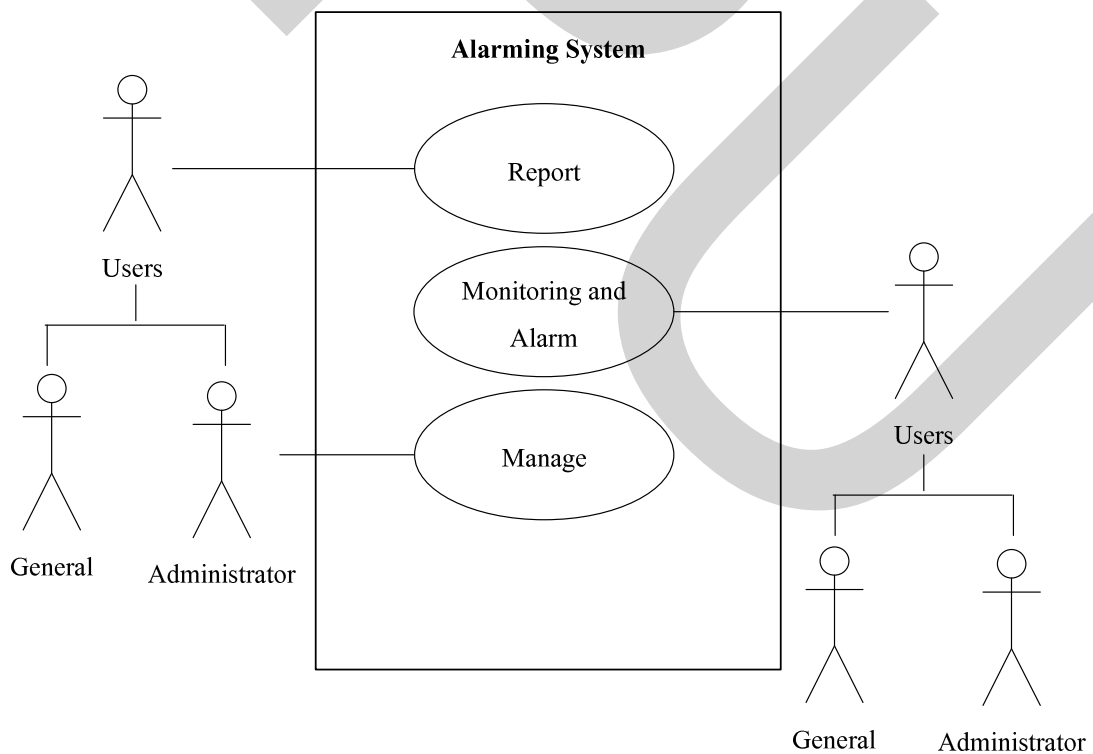 Alarming System
Report
Users
Monitoring and
Alarm
Users
Manage
General
Administrator
General
Administrator